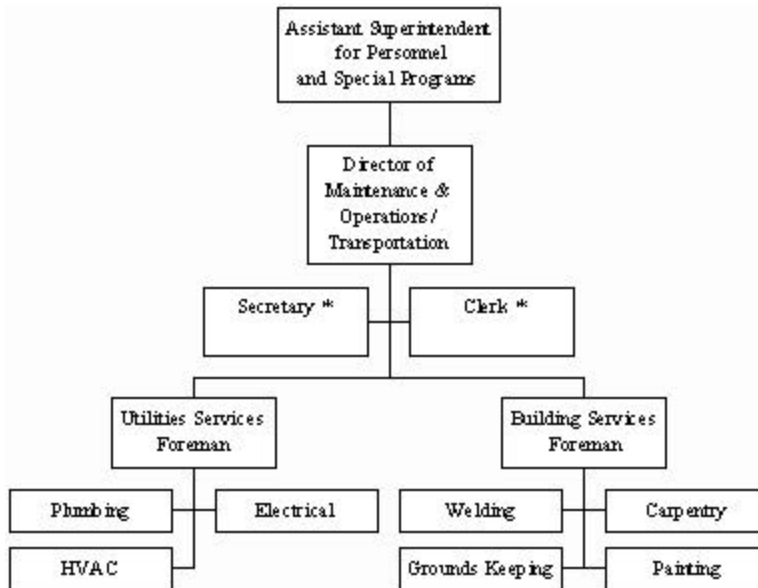 Assistant Superintendent
for Personnel
and Special Programs
Director of
Maintenance &
Operations/
Transportation
Secretary *
Clerk *
Utilities Services
Foreman
Building Services
Foreman
Plumbing
Electrical
Welding
Carpentry
HVAC
Grounds Keeping
Painting